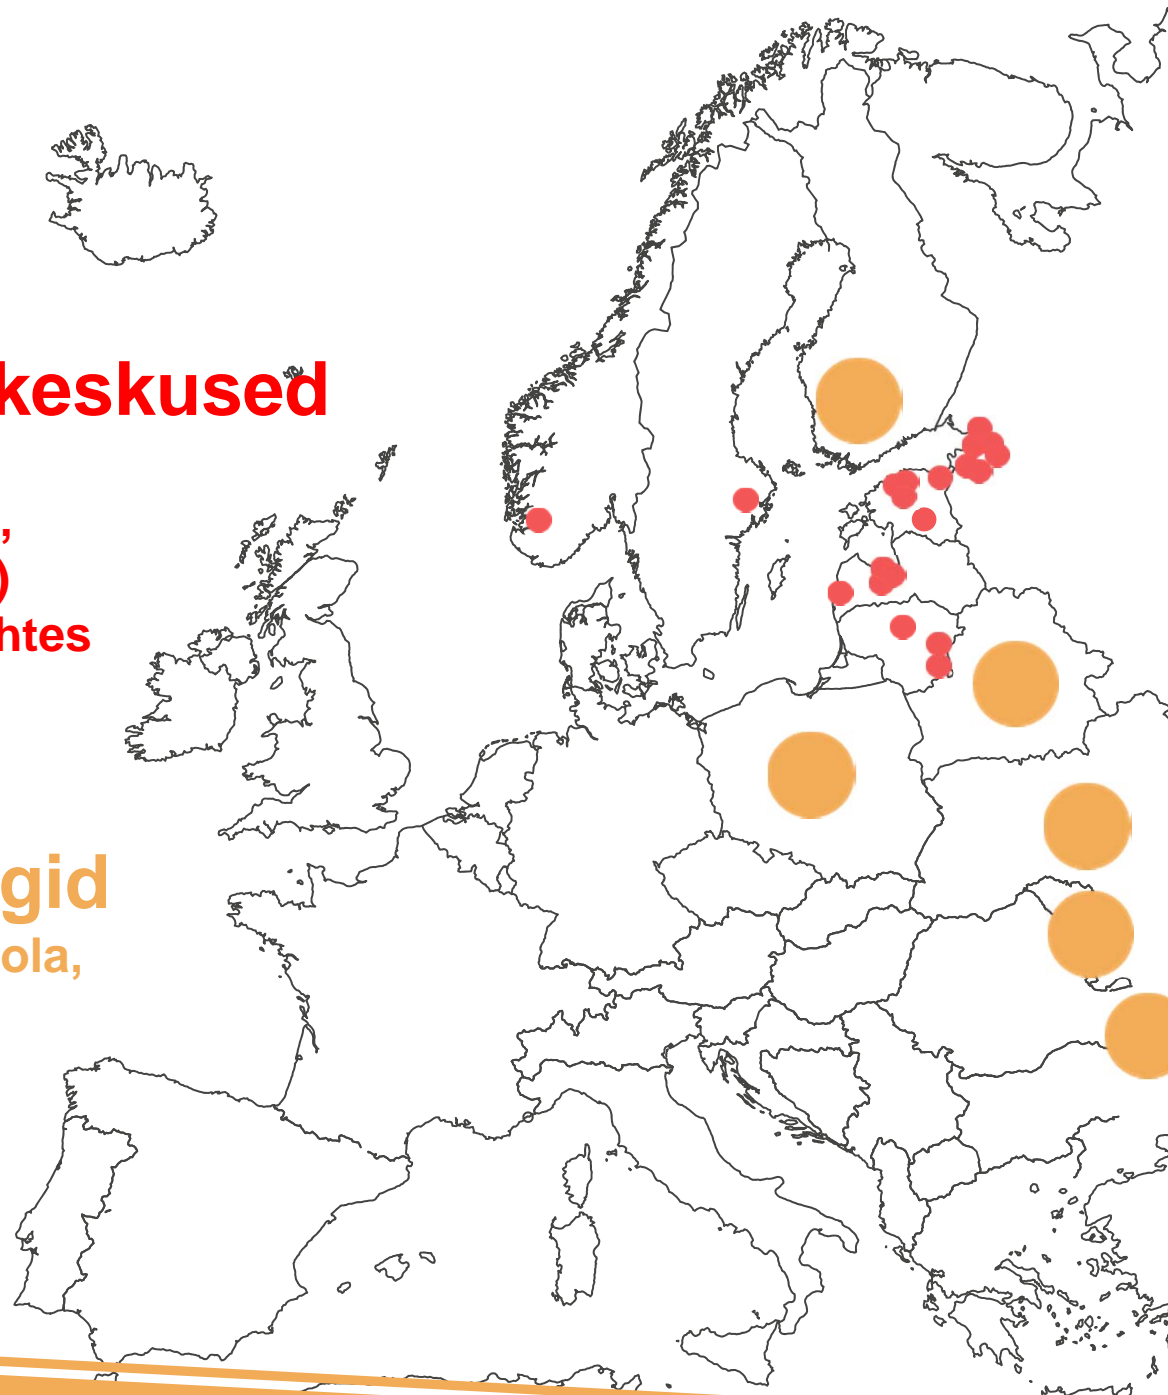 keskused
,
)
htes
gid
ola,